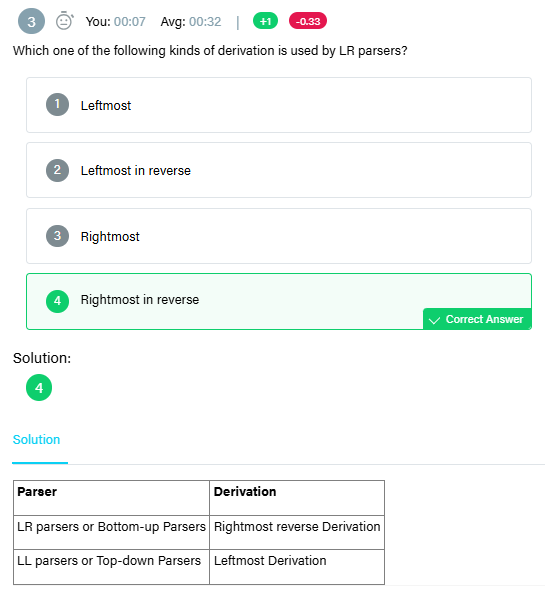 3 You: 00:07 Avg: 00:32 | +1 -0.33
Which one of the following kinds of derivation is used by LR parsers?
1 Leftmost
2 Leftmost in reverse
3 Rightmost
4 Rightmost in reverse
Correct Answer
Solution:
4
Solution
Parser Derivation
LR parsers or Bottom-up Parsers Rightmost reverse Derivation
LL parsers or Top-down Parsers Leftmost Derivation